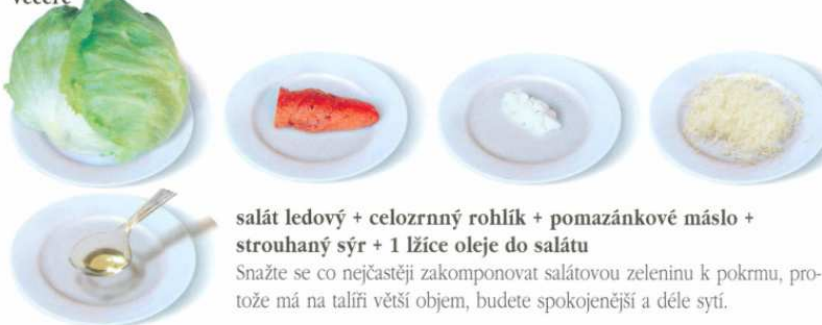 večeře
salát ledový + celozrnný rohlík + pomazánkové máslo +
strouhaný sýr + 1 lžíce oleje do salátu
Snažte se co nejčastěji zakomponovat salátovou zeleninu k pokrmu, pro-
tože má na talíři větší objem, budete spokojenější a déle sytí.